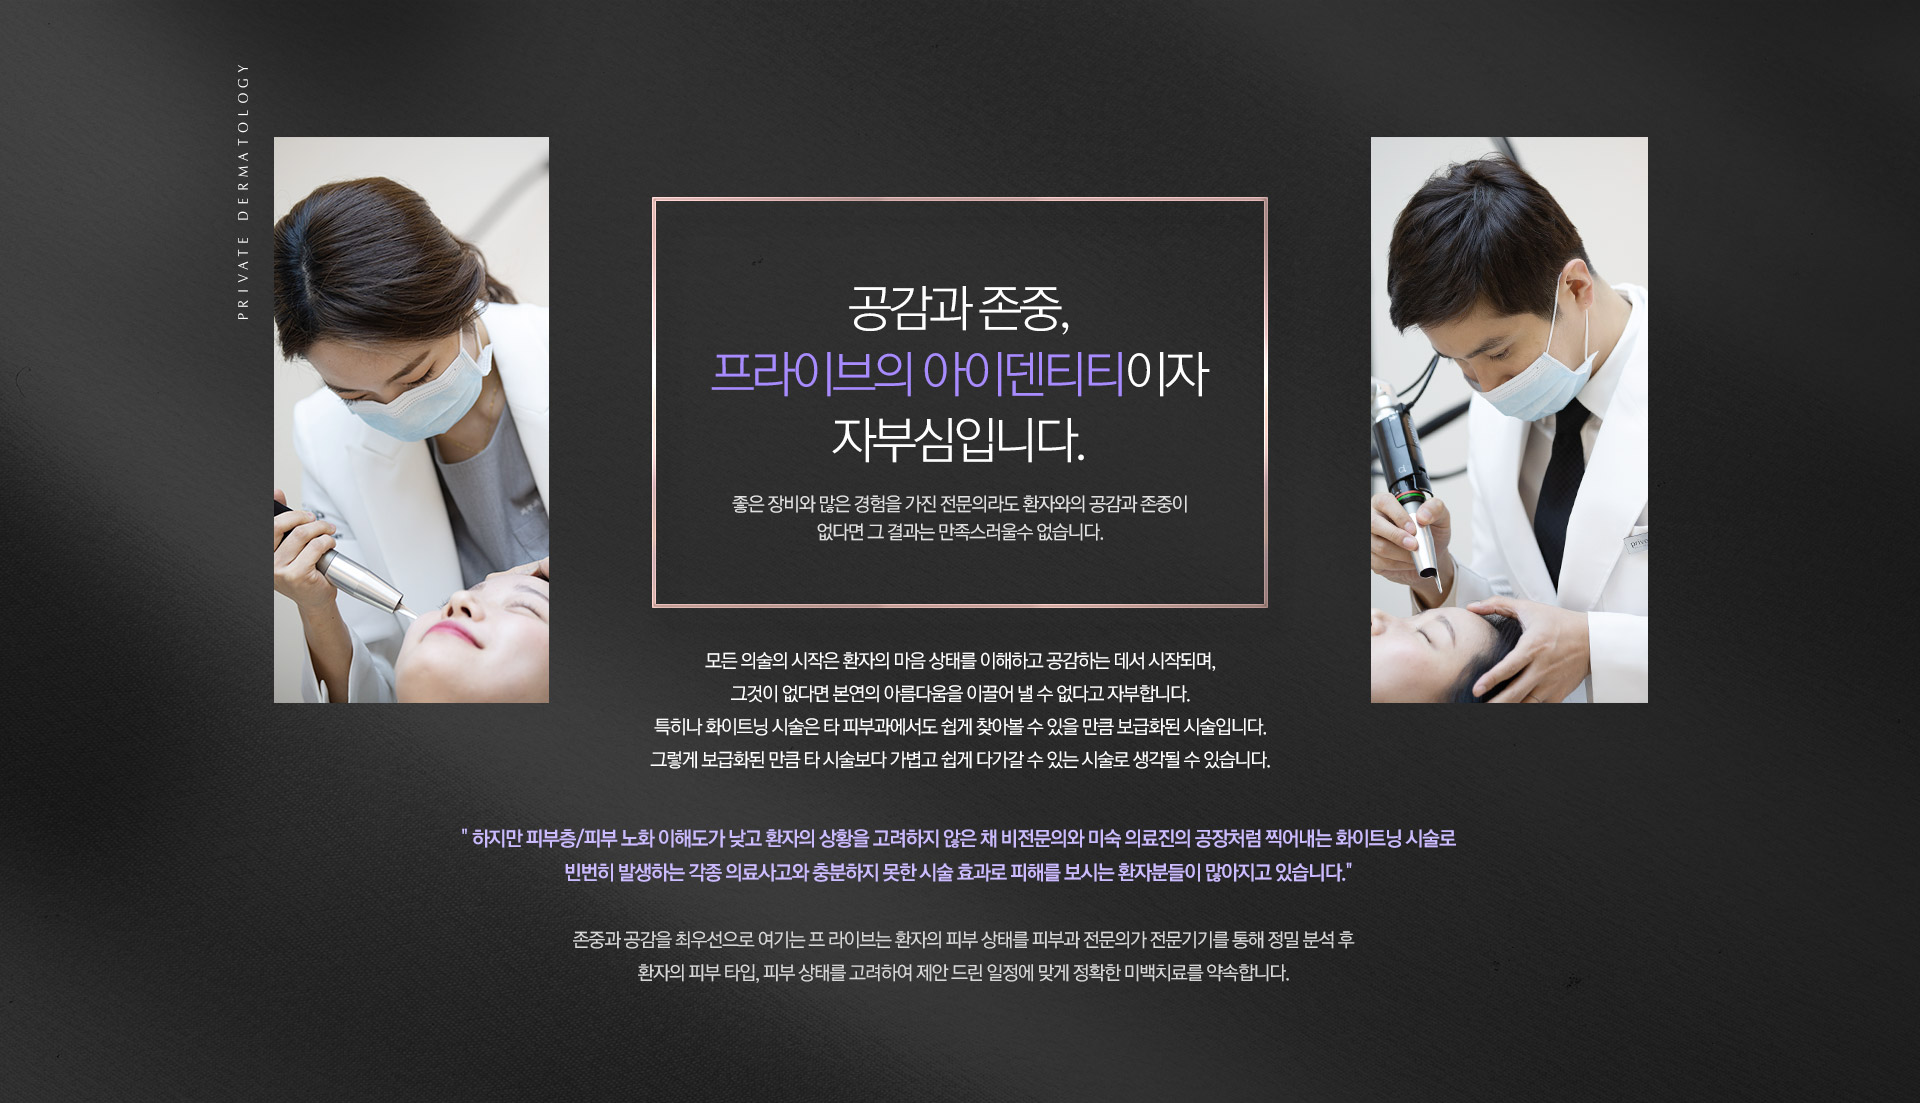 PRIVATE DERMATOLOGY
공감과 존중,
프라이브의 아이덴티티이자
자부심입니다.
좋은 장비와 많은 경험을 가진 전문의라도 환자와의 공감과 존중이
없다면 그 결과는 만족스러울수 없습니다.
모든 의술의 시작은 환자의 마음 상태를 이해하고 공감하는 데서 시작되며,
그것이 없다면 본연의 아름다움을 이끌어 낼 수 없다고 자부합니다.
특히나 화이트닝 시술은 타 피부과에서도 쉽게 찾아볼 수 있을 만큼 보급화된 시술입니다.
그렇게 보급화된 만큼 타 시술보다 가볍고 쉽게 다가갈 수 있는 시술로 생각될 수 있습니다.
" 하지만 피부층/피부 노화 이해도가 낮고 환자의 상황을 고려하지 않은 채 비전문의와 미숙 의료진의 공장처럼 찍어내는 화이트닝 시술로
빈번히 발생하는 각종 의료사고와 충분하지 못한 시술 효과로 피해를 보시는 환자분들이 많아지고 있습니다."
존중과 공감을 최우선으로 여기는 프 라이브는 환자의 피부 상태를 피부과 전문의가 전문기기를 통해 정밀 분석 후
환자의 피부 타입, 피부 상태를 고려하여 제안 드린 일정에 맞게 정확한 미백치료를 약속합니다.